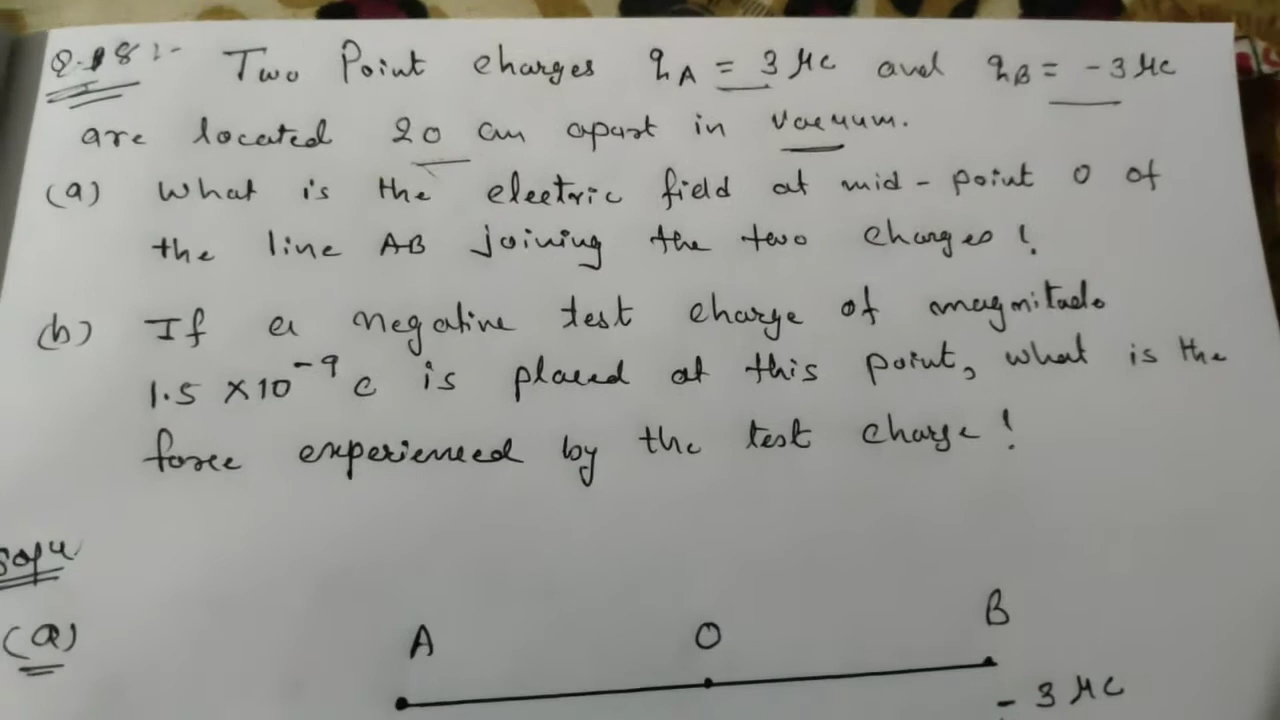 Q.18:- Two Point charges qA = 3 μc and qB = -3 μc
are located 20 cm apart in vacuum.
(a) What is the electric field at mid-point O of
the line AB joining the two charges ?
(b) If a negative test charge of magnitude
1.5 × 10⁻⁹ c is placed at this point, what is the
force experienced by the test charge ?
Soln
(a)
A O B
- 3 μc